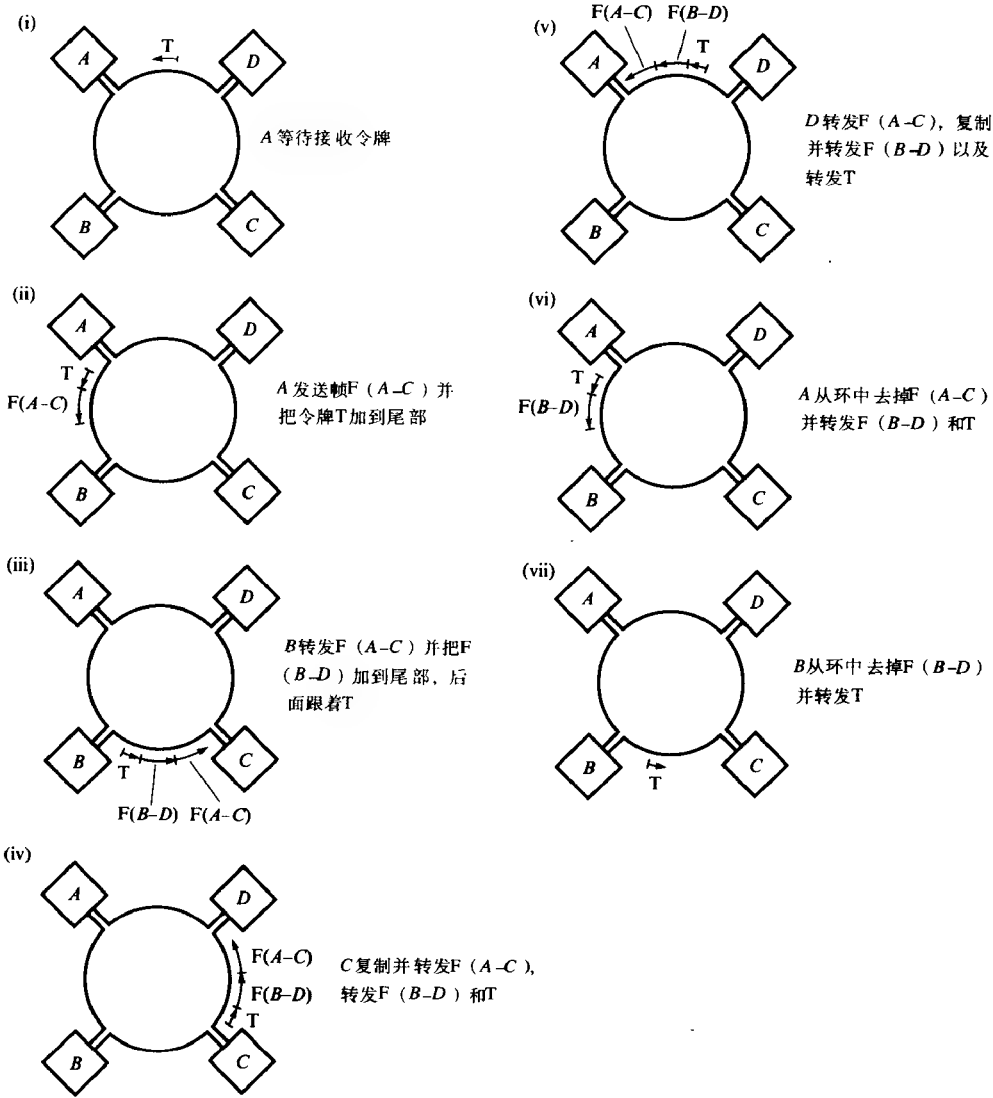 (i)
T
A
D
B
C
A等待接收令牌
(ii)
A
D
T
F(A-C)
B
C
A发送帧F（A-C）并
把令牌T加到尾部
(iii)
A
D
B
C
T
F(B-D) F(A-C)
B转发F（A-C）并把F
（B-D）加到尾部，后
面跟着T
(iv)
A
D
F(A-C)
F(B-D)
T
B
C
C复制并转发F（A-C），
转发F（B-D）和T
(v)
F(A-C) F(B-D)
T
A
D
B
C
D转发F（A-C），复制
并转发F（B-D）以及
转发T
(vi)
A
D
T
F(B-D)
B
C
A从环中去掉F（A-C）
并转发F（B-D）和T
(vii)
A
D
B
C
T
B从环中去掉F（B-D）
并转发T